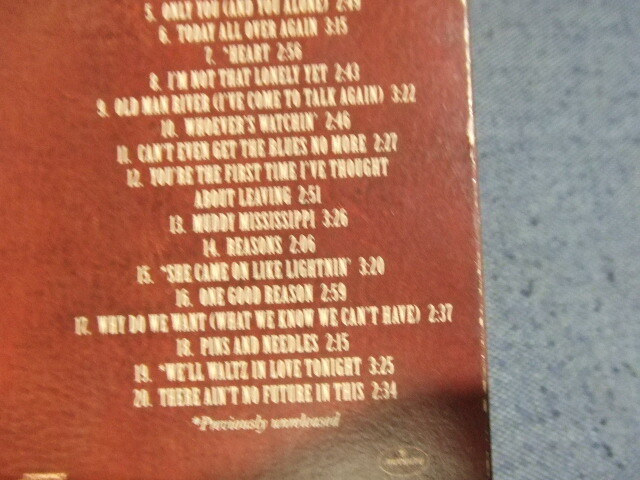 5. ONLY YOU (AND YOU ALONE) 2:49
6. TODAY ALL OVER AGAIN 3:15
7. *HEART 2:56
8. I'M NOT THAT LONELY YET 2:43
9. OLD MAN RIVER (I'VE COME TO TALK AGAIN) 3:22
10. WHOEVER'S WATCHIN' 2:46
11. CAN'T EVEN GET THE BLUES NO MORE 2:27
12. YOU'RE THE FIRST TIME I'VE THOUGHT
ABOUT LEAVING 2:51
13. MUDDY MISSISSIPPI 3:26
14. REASONS 2:06
15. *SHE CAME ON LIKE LIGHTNIN' 3:20
16. ONE GOOD REASON 2:59
17. WHY DO WE WANT (WHAT WE KNOW WE CAN'T HAVE) 2:37
18. PINS AND NEEDLES 2:15
19. *WE'LL WALTZ IN LOVE TONIGHT 3:25
20. THERE AIN'T NO FUTURE IN THIS 2:34
*Previously unreleased